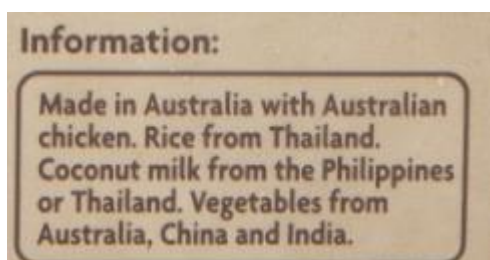 Information:
Made in Australia with Australian
chicken. Rice from Thailand.
Coconut milk from the Philippines
or Thailand. Vegetables from
Australia, China and India.